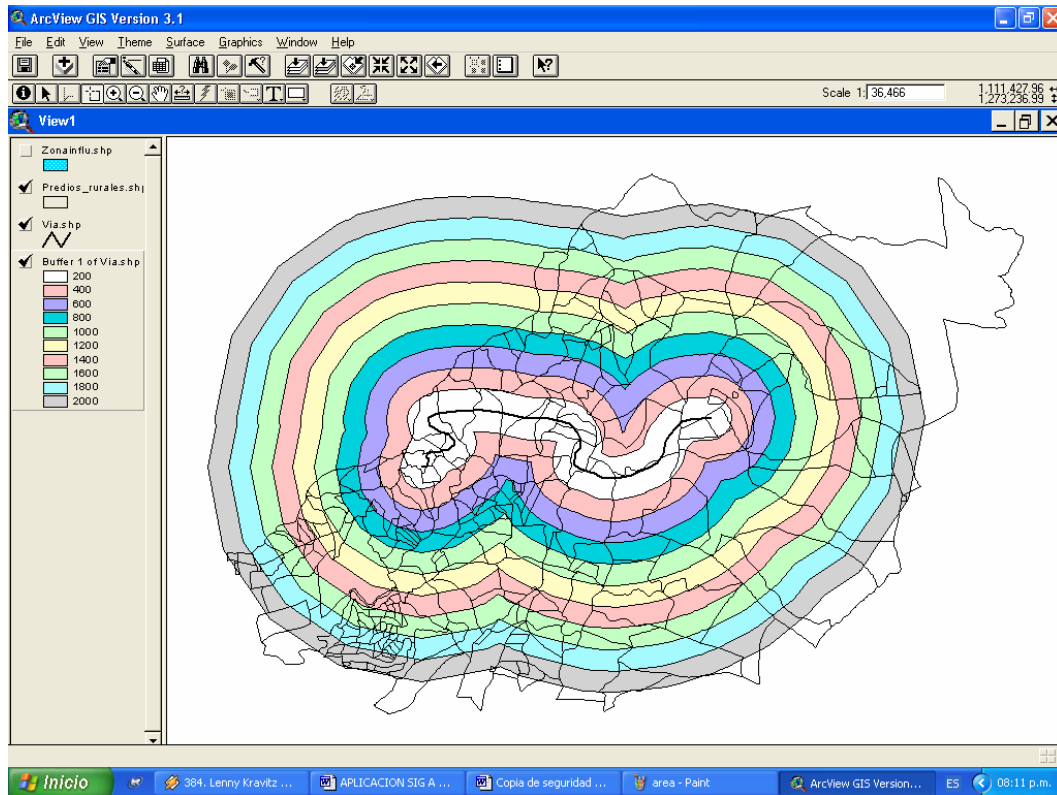 ArcView GIS Version 3.1
File Edit View Theme Surface Graphics Window Help
Scale 1: 36,466
1,111,427.96
1,273,236.99
View1
Zonainflu.shp
Predios_rurales.shp
Via.shp
Buffer 1 of Via.shp
200
400
600
800
1000
1200
1400
1600
1800
2000
Inicio
384. Lenny Kravitz ...
APLICACION SIG A ...
Copia de seguridad ...
area - Paint
ArcView GIS Version...
ES
08:11 p.m.